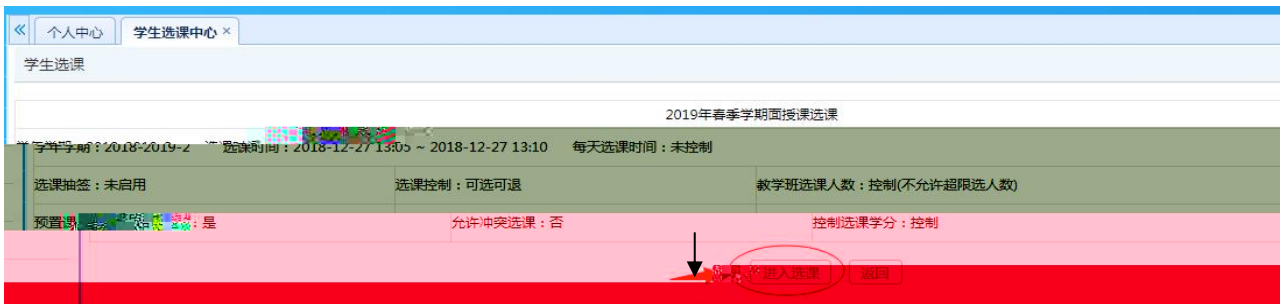 个人中心 学生选课中心
学生选课
2019年春季学期面授课选课
学年学期：2018-2019-2 选课时间：2018-12-27 13:05 ~ 2018-12-27 13:10 每天选课时间：未控制
选课抽签：未启用 选课控制：可选可退 教学班选课人数：控制(不允许超限选人数)
预置课 ：是 允许冲突选课：否 控制选课学分：控制
进入选课 返回